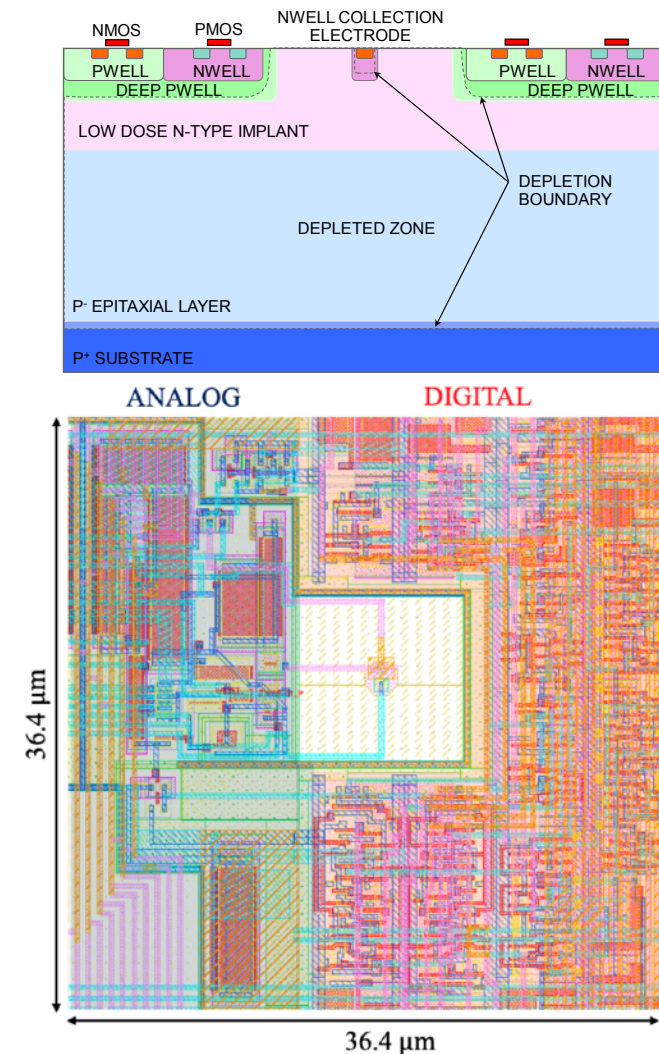 NMOS
PMOS
NWELL COLLECTION
ELECTRODE
PWELL
NWELL
PWELL
NWELL
DEEP PWELL
DEEP PWELL
LOW DOSE N-TYPE IMPLANT
DEPLETION
BOUNDARY
DEPLETED ZONE
P- EPITAXIAL LAYER
P+ SUBSTRATE
ANALOG
DIGITAL
36.4 μm
36.4 μm